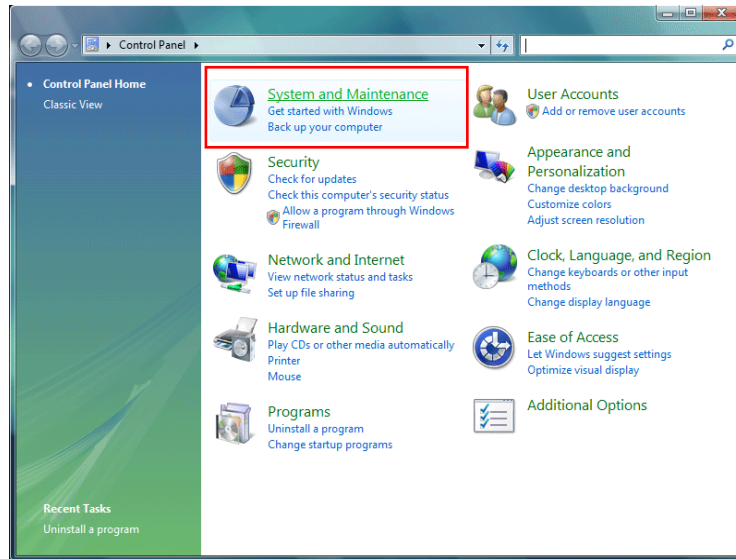 Control Panel
Control Panel Home
Classic View
System and Maintenance
Get started with Windows
Back up your computer
Security
Check for updates
Check this computer's security status
Allow a program through Windows
Firewall
Network and Internet
View network status and tasks
Set up file sharing
Hardware and Sound
Play CDs or other media automatically
Printer
Mouse
Programs
Uninstall a program
Change startup programs
User Accounts
Add or remove user accounts
Appearance and
Personalization
Change desktop background
Customize colors
Adjust screen resolution
Clock, Language, and Region
Change keyboards or other input
methods
Change display language
Ease of Access
Let Windows suggest settings
Optimize visual display
Additional Options
Recent Tasks
Uninstall a program